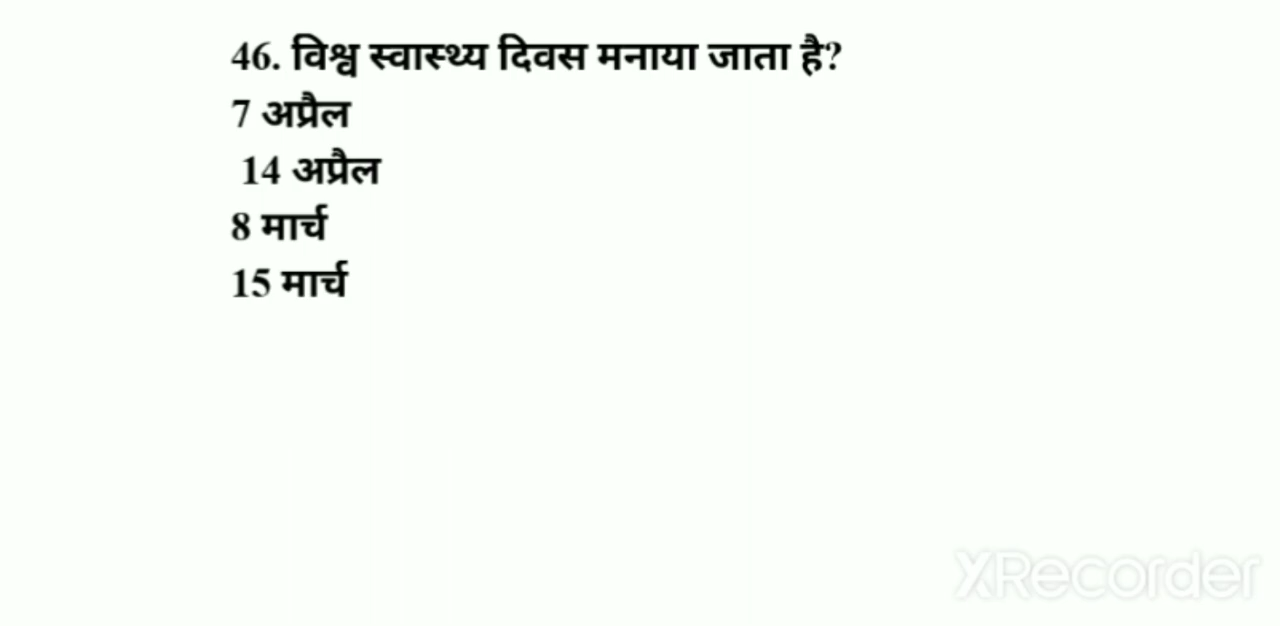 46. विश्व स्वास्थ्य दिवस मनाया जाता है?
7 अप्रैल
14 अप्रैल
8 मार्च
15 मार्च
XRecorder